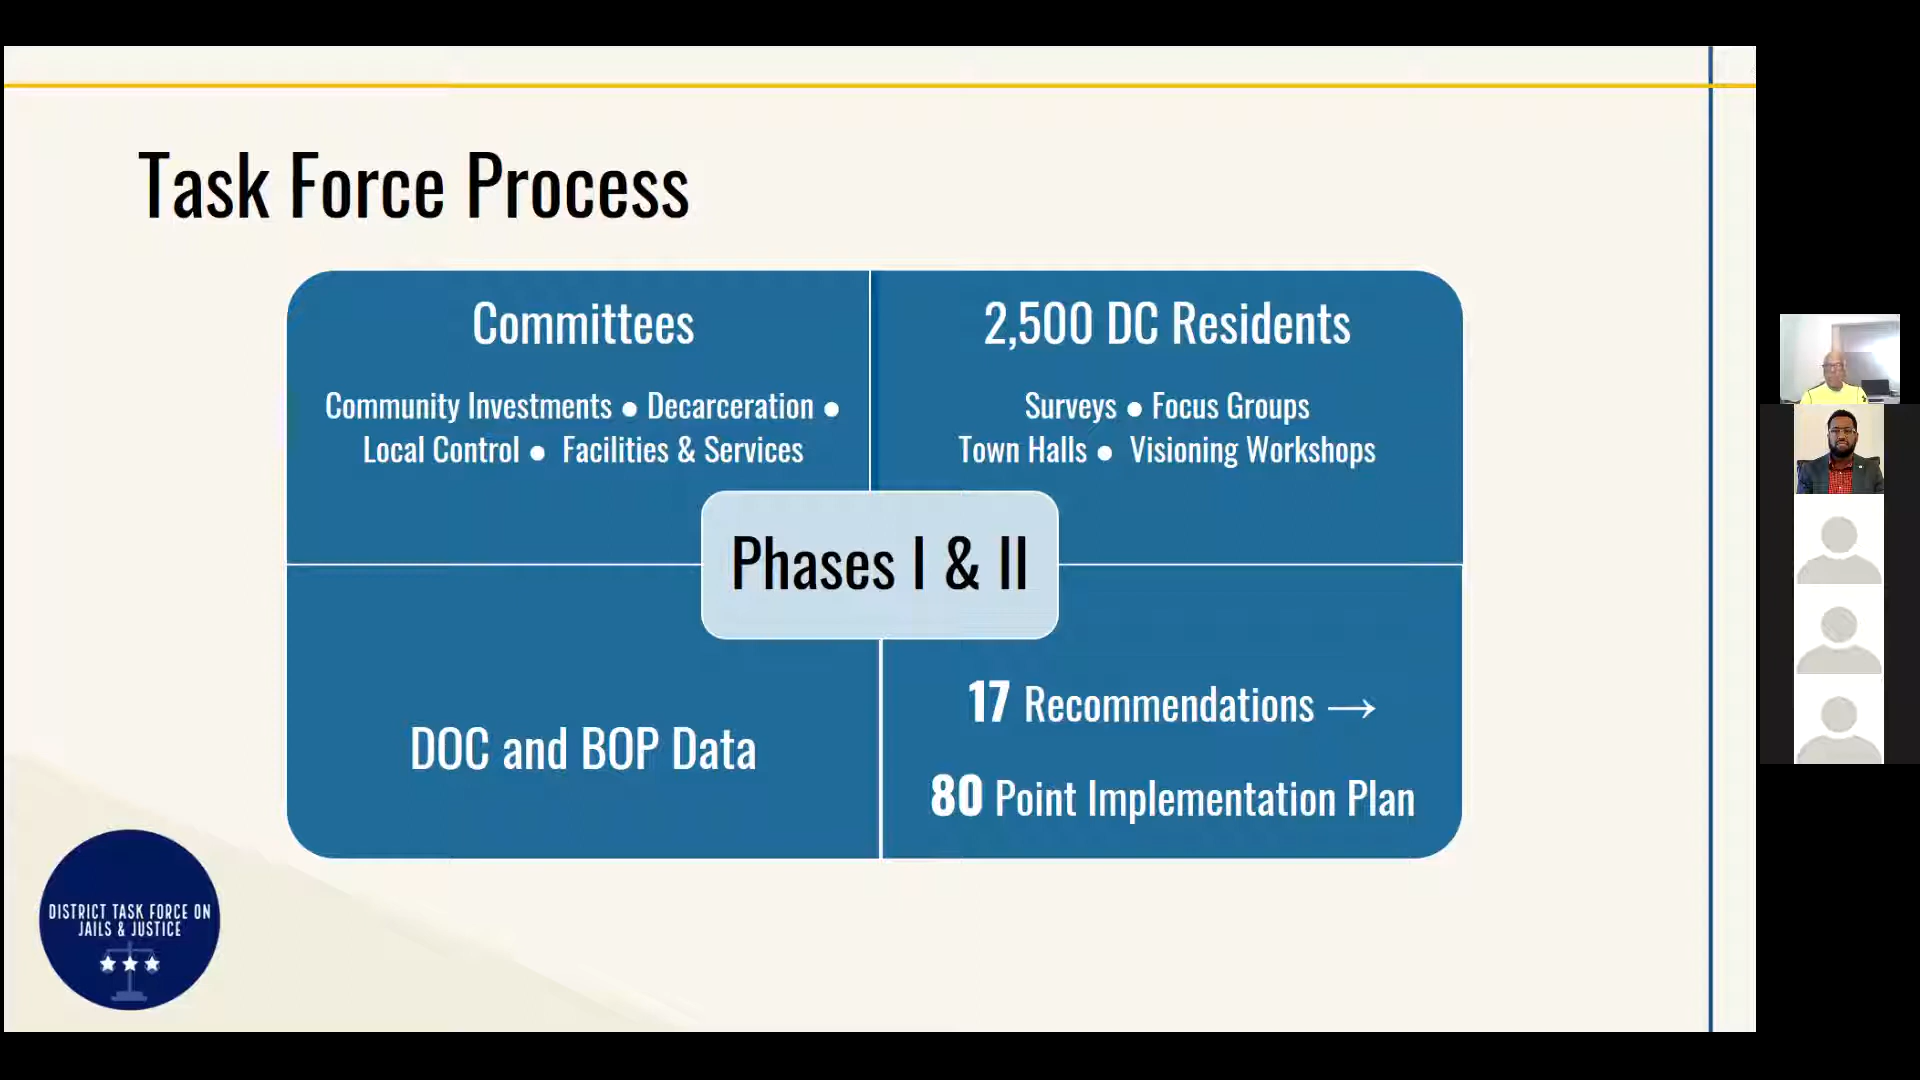 Task Force Process
Committees
Community Investments ● Decarceration ●
Local Control ● Facilities & Services
2,500 DC Residents
Surveys ● Focus Groups
Town Halls ● Visioning Workshops
Phases I & II
DOC and BOP Data
17 Recommendations →
80 Point Implementation Plan
DISTRICT TASK FORCE ON
JAILS & JUSTICE